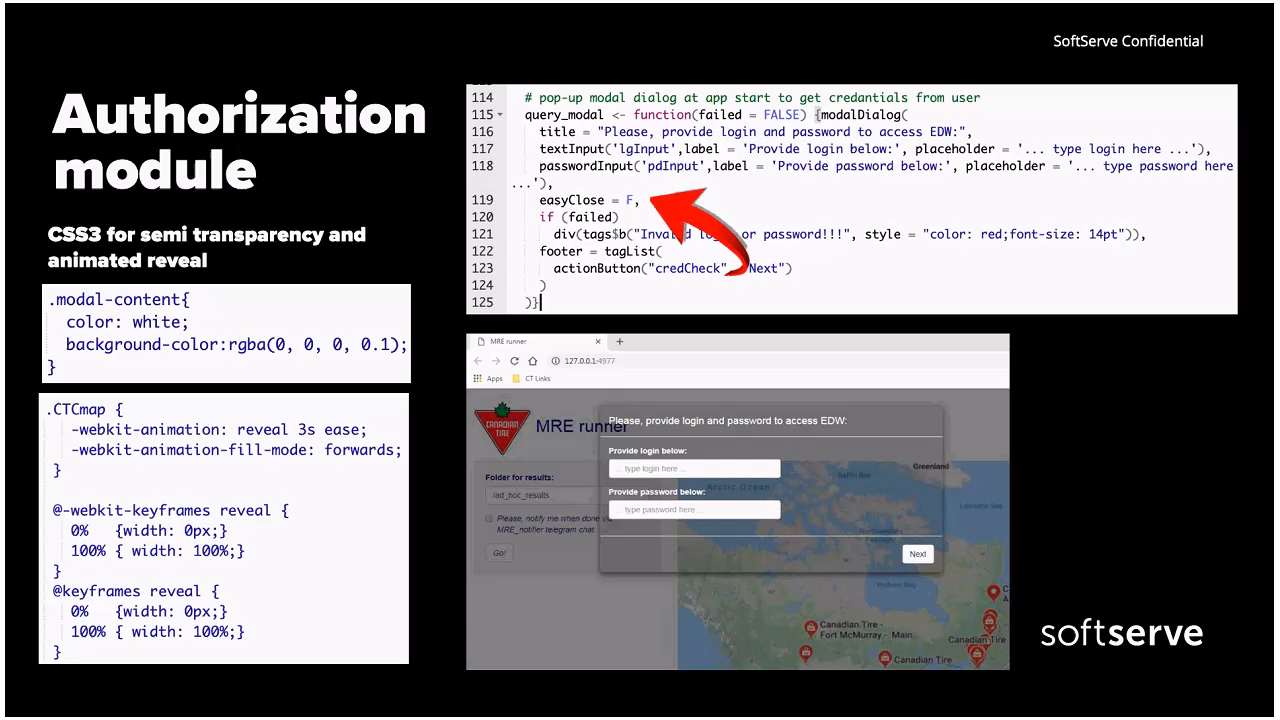 SoftServe Confidential
Authorization
module
CSS3 for semi transparency and
animated reveal
.modal-content{
color: white;
background-color:rgba(0, 0, 0, 0.1);
}
.CTCmap {
-webkit-animation: reveal 3s ease;
-webkit-animation-fill-mode: forwards;
}
@-webkit-keyframes reveal {
0% {width: 0px;}
100% { width: 100%;}
}
@keyframes reveal {
0% {width: 0px;}
100% { width: 100%;}
}
114 # pop-up modal dialog at app start to get credantials from user
115 query_modal <- function(failed = FALSE) {modalDialog(
116 title = "Please, provide login and password to access EDW:",
117 textInput('lgInput',label = 'Provide login below:', placeholder = '... type login here ...'),
118 passwordInput('pdInput',label = 'Provide password below:', placeholder = '... type password here
...'),
119 easyClose = F,
120 if (failed)
121 div(tags$b("Inva or password!!!", style = "color: red;font-size: 14pt")),
122 footer = tagList(
123 actionButton("credCheck" Next")
124 )
125 )}
MRE runner
127.0.0.1:4977
Apps CT Links
CANADIAN
TIRE
MRE runner
Please, provide login and password to access EDW:
Provide login below:
... type login here ...
Provide password below:
... type password here ...
Next
Folder for results:
/ad_hoc_results
Please, notify me when done
MRE_notifier telegram chat.
Go!
Greenland
Arctic Ocean
Baffin Bay
Labrador Sea
Hudson Bay
Canadian Tire -
Fort McMurray - Main...
Canadian Tire
Canadian Tire
softserve